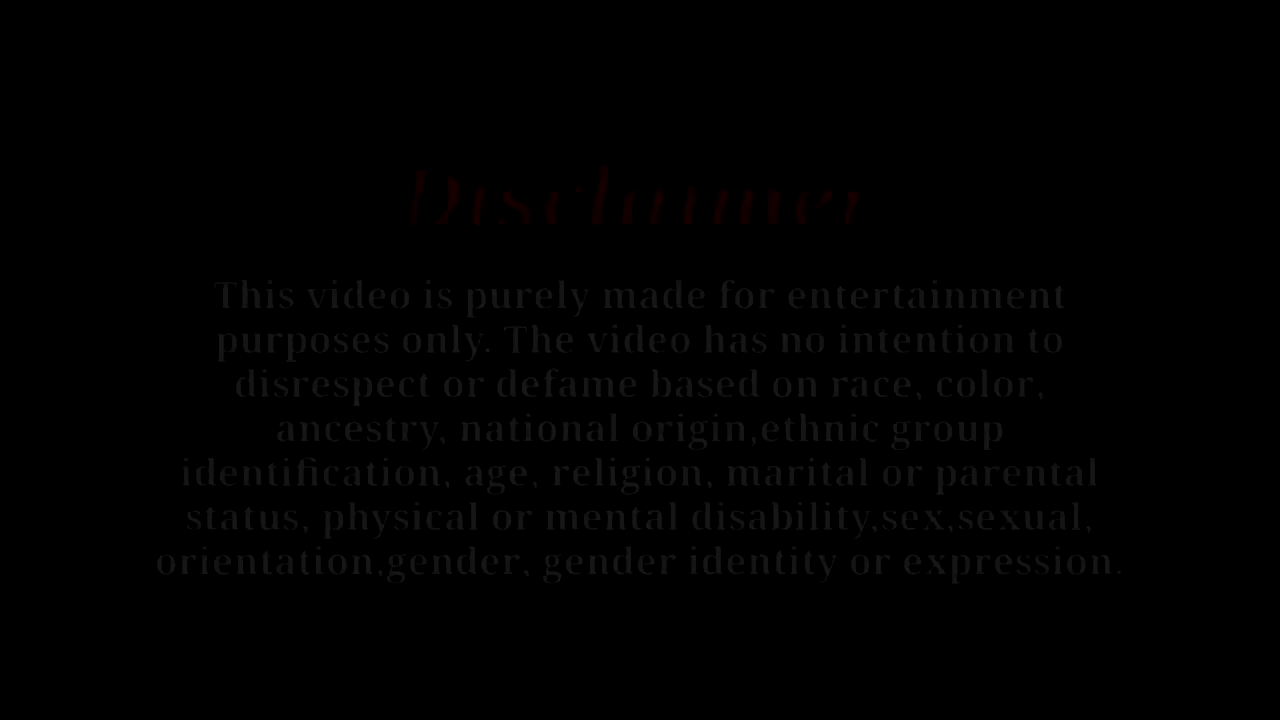 Disclaimer
This video is purely made for entertainment
purposes only. The video has no intention to
disrespect or defame based on race, color,
ancestry, national origin,ethnic group
identification, age, religion, marital or parental
status, physical or mental disability,sex,sexual,
orientation,gender, gender identity or expression.